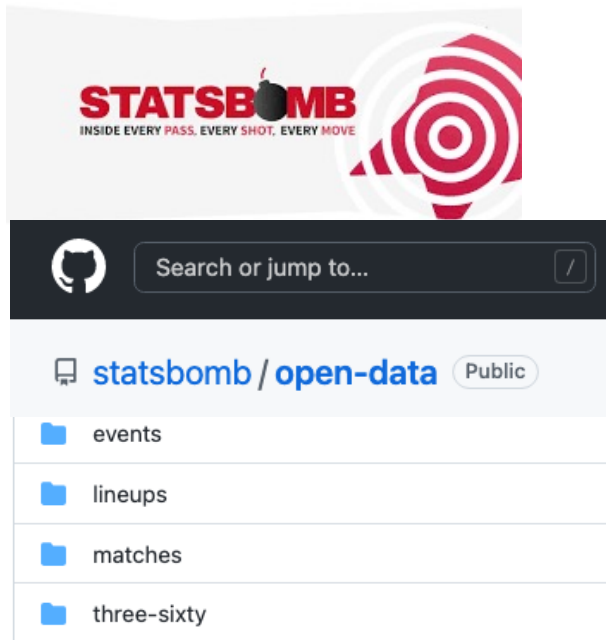 STATSBOMB
INSIDE EVERY PASS, EVERY SHOT, EVERY MOVE
Search or jump to... /
statsbomb / open-data Public
events
lineups
matches
three-sixty